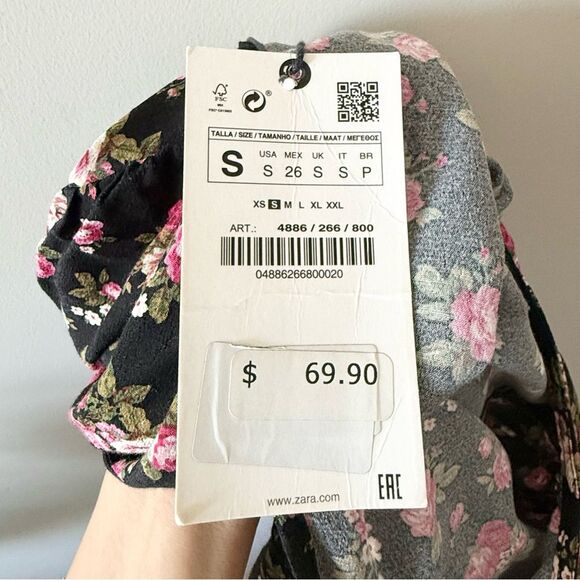 FSC
®
TALLA / SIZE / TAMANHO / TAILLE / MAAT / ΜΕΓΕΘΟΣ
S
USA MEX UK IT BR
S 26 S S P
XS S M L XL XXL
ART.: 4886 / 266 / 800
04886266800020
$ 69.90
www.zara.com
EAC